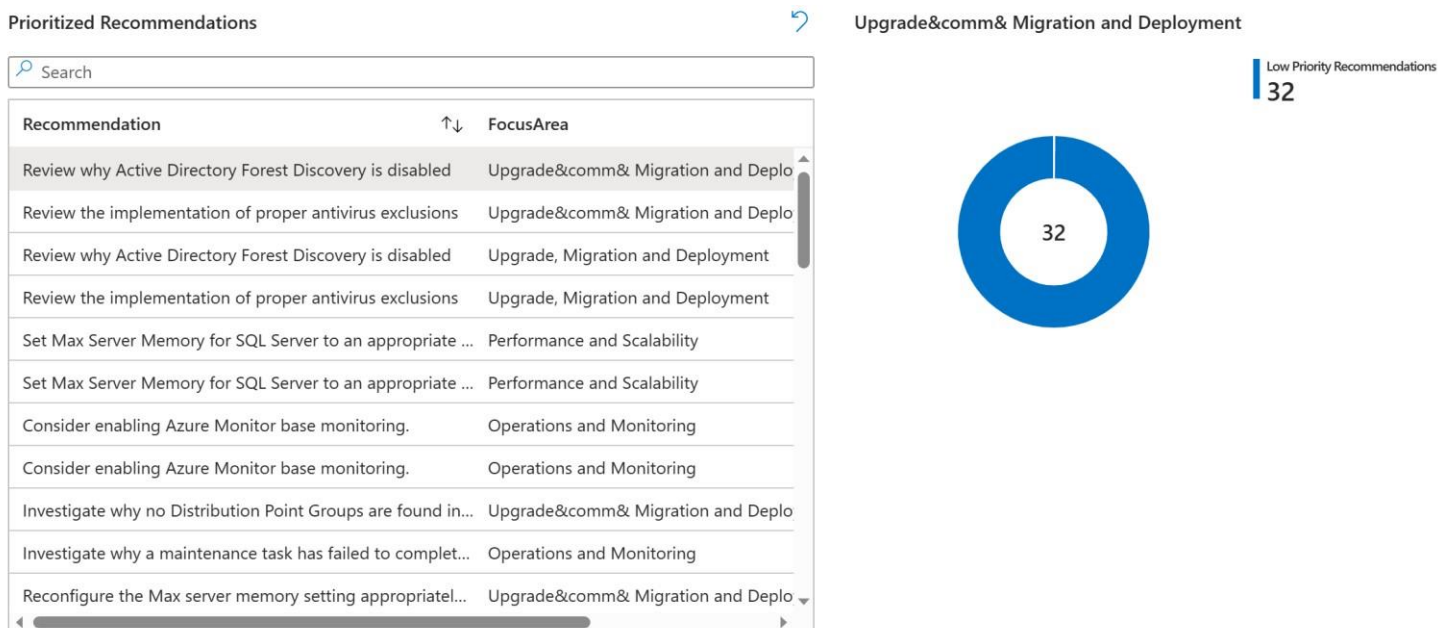 Prioritized Recommendations
Search
Recommendation FocusArea
Review why Active Directory Forest Discovery is disabled Upgrade&comm& Migration and Deplo
Review the implementation of proper antivirus exclusions Upgrade&comm& Migration and Deplo
Review why Active Directory Forest Discovery is disabled Upgrade, Migration and Deployment
Review the implementation of proper antivirus exclusions Upgrade, Migration and Deployment
Set Max Server Memory for SQL Server to an appropriate ... Performance and Scalability
Set Max Server Memory for SQL Server to an appropriate ... Performance and Scalability
Consider enabling Azure Monitor base monitoring. Operations and Monitoring
Consider enabling Azure Monitor base monitoring. Operations and Monitoring
Investigate why no Distribution Point Groups are found in... Upgrade&comm& Migration and Deplo
Investigate why a maintenance task has failed to complet... Operations and Monitoring
Reconfigure the Max server memory setting appropriatel... Upgrade&comm& Migration and Deplo
Upgrade&comm& Migration and Deployment
Low Priority Recommendations
32
32